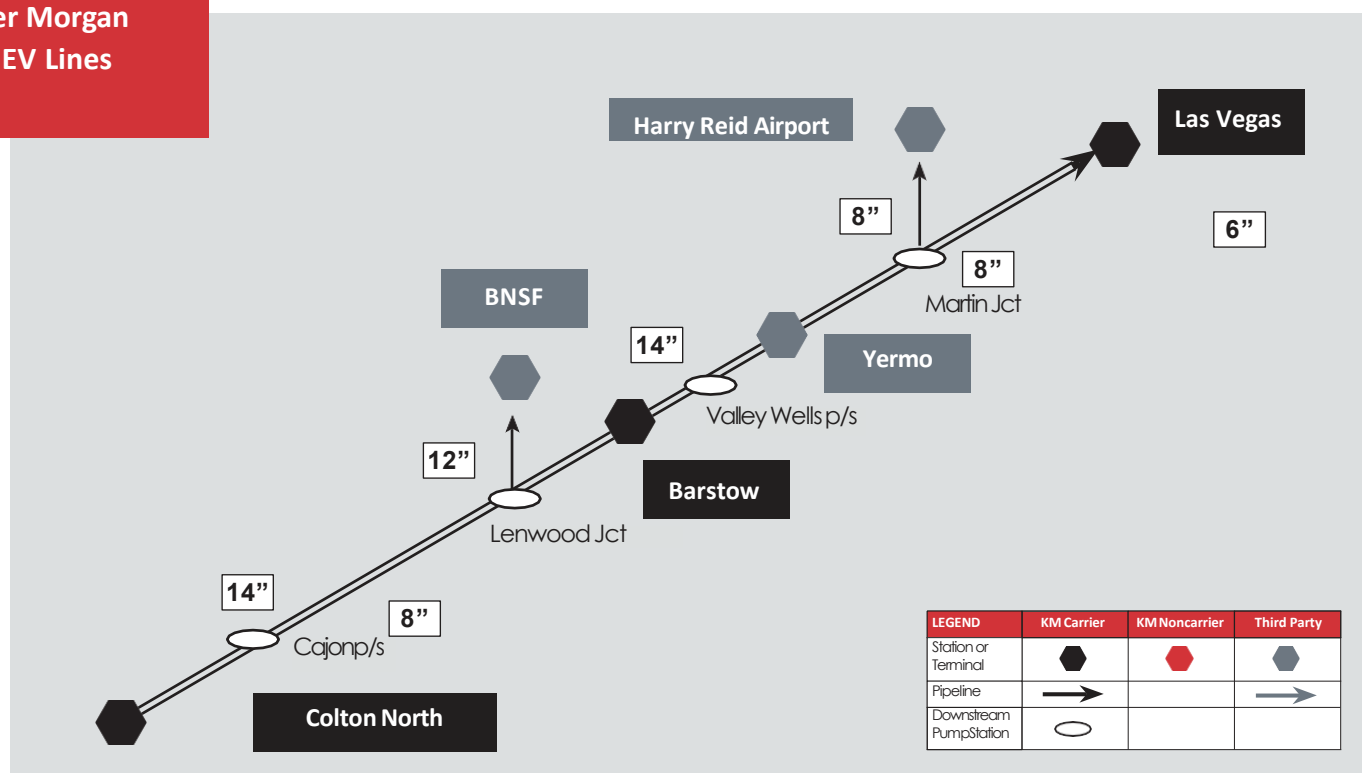 er Morgan
EV Lines
Harry Reid Airport
Las Vegas
8”
6”
8”
Martin Jct
BNSF
14”
Yermo
Valley Wells p/s
12”
Barstow
Lenwood Jct
14”
8”
Cajonp/s
Colton North
LEGEND KM Carrier KM Noncarrier Third Party
Station or
Terminal
Pipeline
Downstream
PumpStation